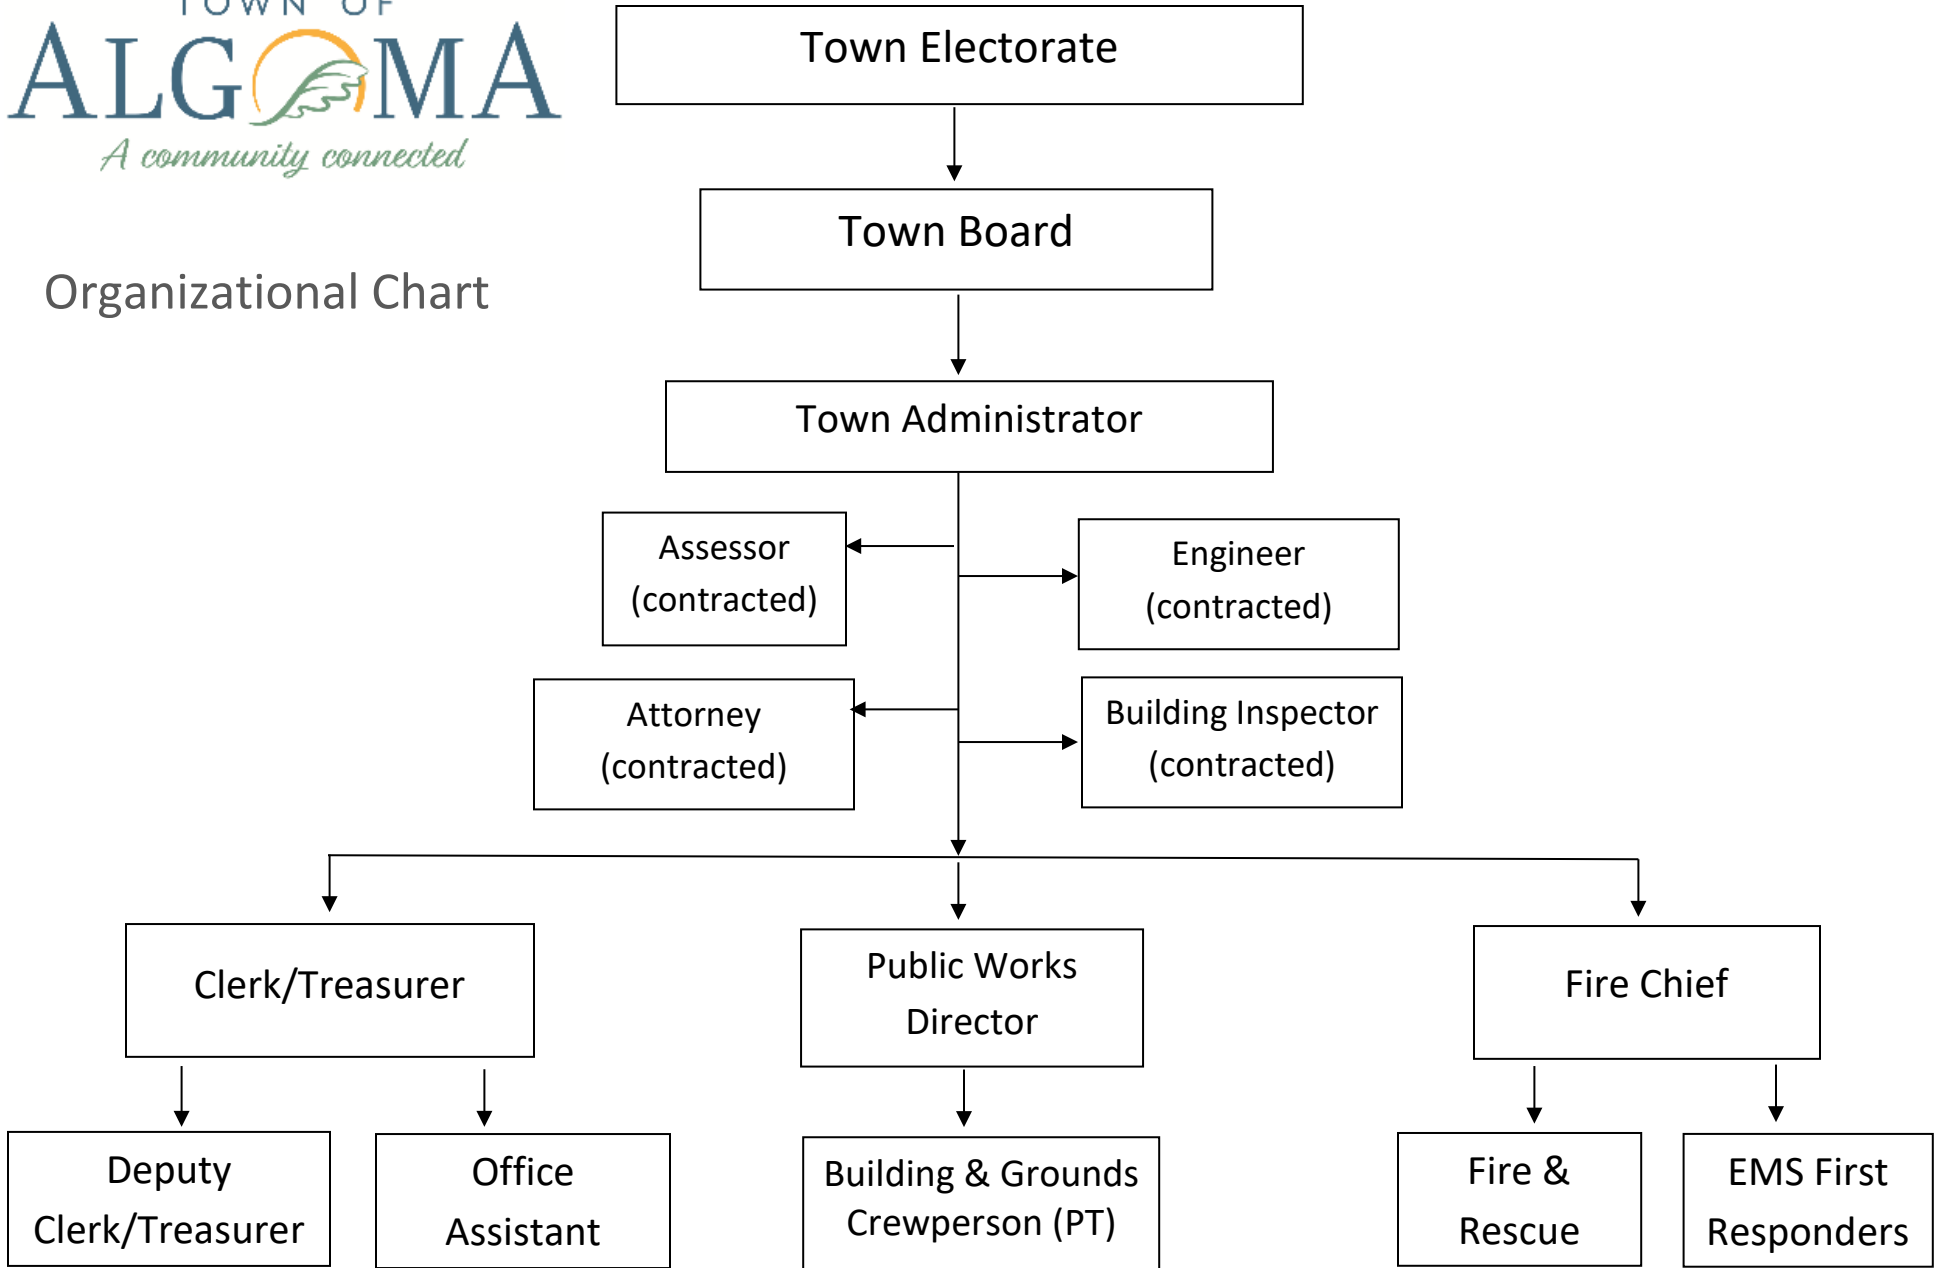 TOWN OF
ALGOMA
A community connected
Organizational Chart
Town Electorate
Town Board
Town Administrator
Assessor
(contracted)
Engineer
(contracted)
Attorney
(contracted)
Building Inspector
(contracted)
Clerk/Treasurer
Public Works
Director
Fire Chief
Deputy
Clerk/Treasurer
Office
Assistant
Building & Grounds
Crewperson (PT)
Fire &
Rescue
EMS First
Responders